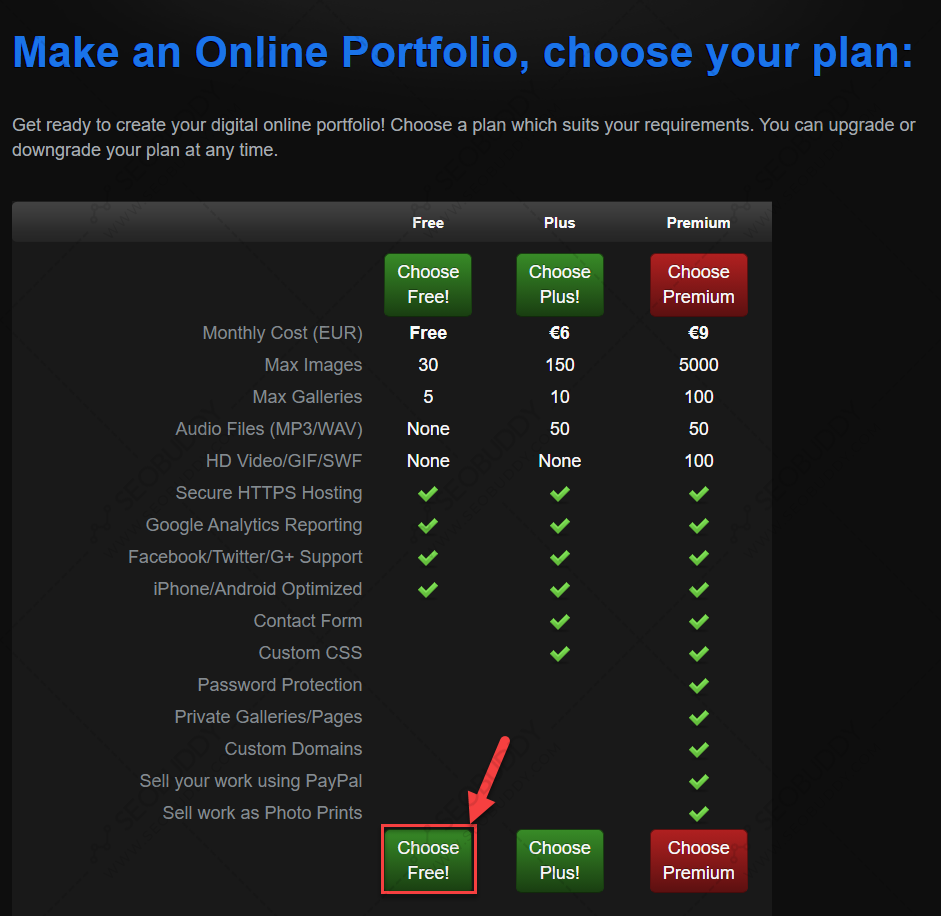 Make an Online Portfolio, choose your plan:
Get ready to create your digital online portfolio! Choose a plan which suits your requirements. You can upgrade or
downgrade your plan at any time.
Free Plus Premium
Choose Free! Choose Plus! Choose Premium
Monthly Cost (EUR) Free €6 €9
Max Images 30 150 5000
Max Galleries 5 10 100
Audio Files (MP3/WAV) None 50 50
HD Video/GIF/SWF None None 100
Secure HTTPS Hosting
Google Analytics Reporting
Facebook/Twitter/G+ Support
iPhone/Android Optimized
Contact Form
Custom CSS
Password Protection
Private Galleries/Pages
Custom Domains
Sell your work using PayPal
Sell work as Photo Prints
Choose Free! Choose Plus! Choose Premium